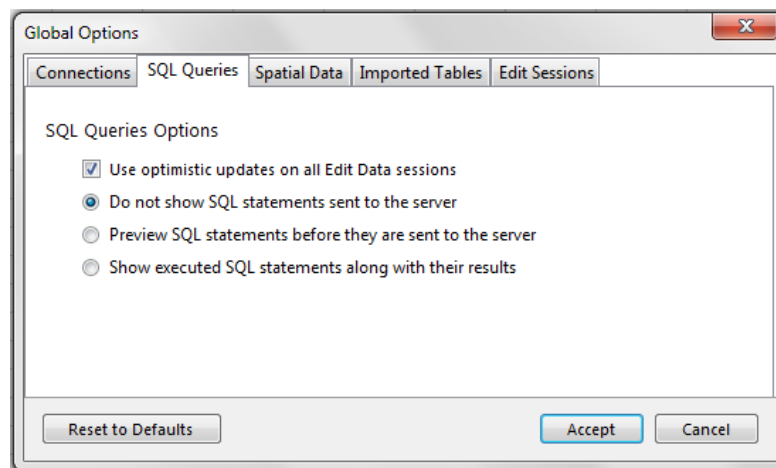 Global Options
Connections SQL Queries Spatial Data Imported Tables Edit Sessions
SQL Queries Options
Use optimistic updates on all Edit Data sessions
Do not show SQL statements sent to the server
Preview SQL statements before they are sent to the server
Show executed SQL statements along with their results
Reset to Defaults Accept Cancel